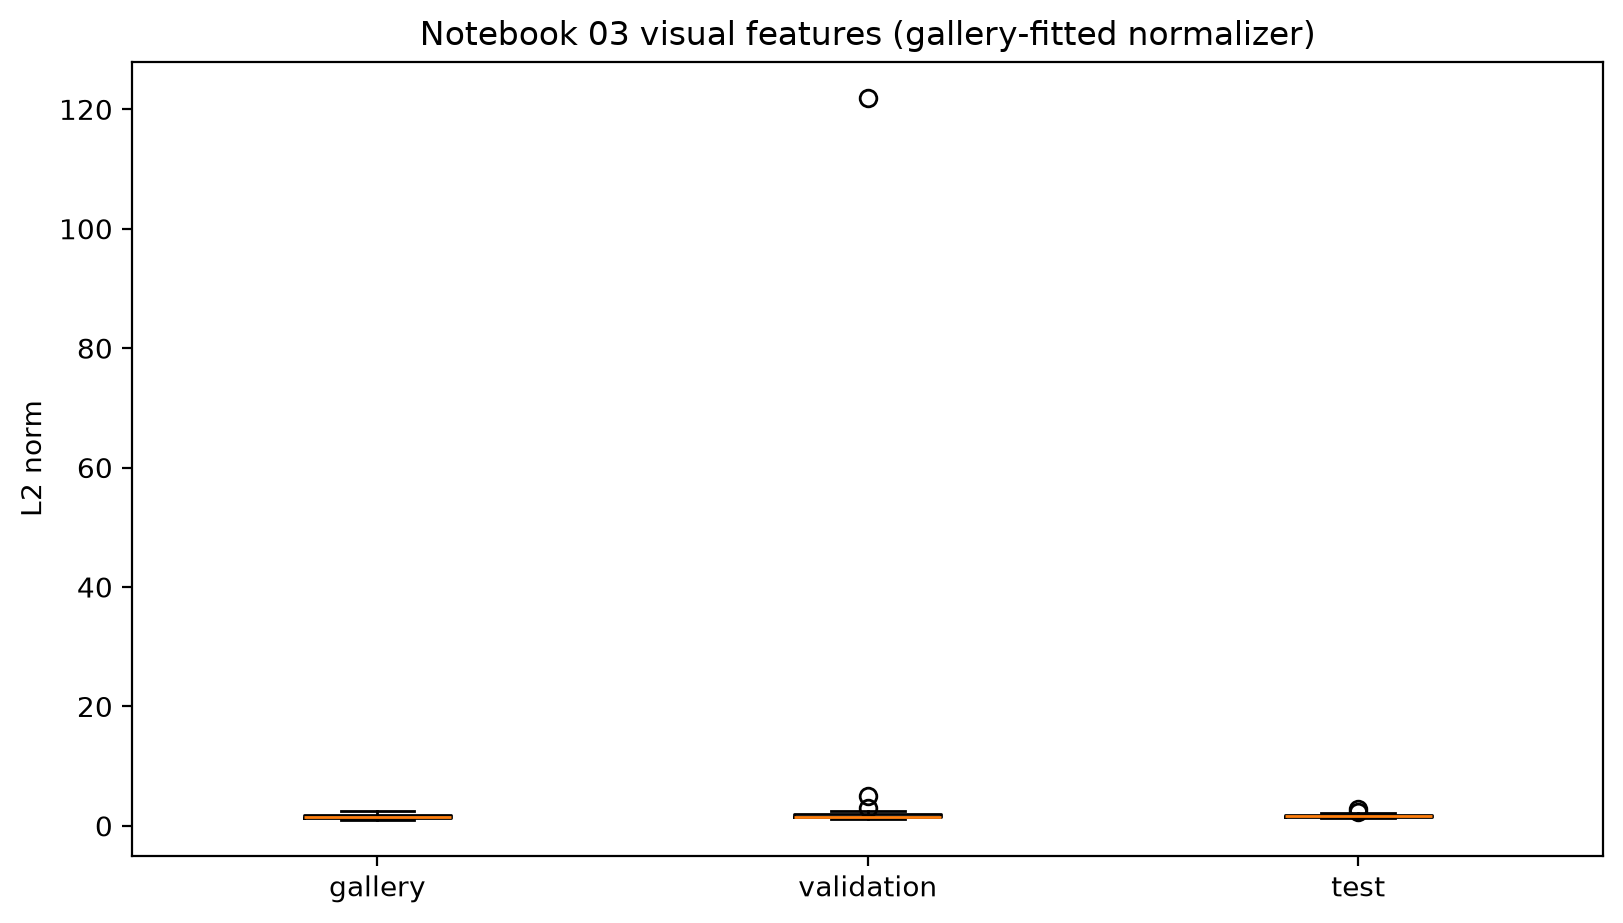 Notebook 03 visual features (gallery-fitted normalizer)
120
100
80
60
40
20
0
L2 norm
gallery
validation
test